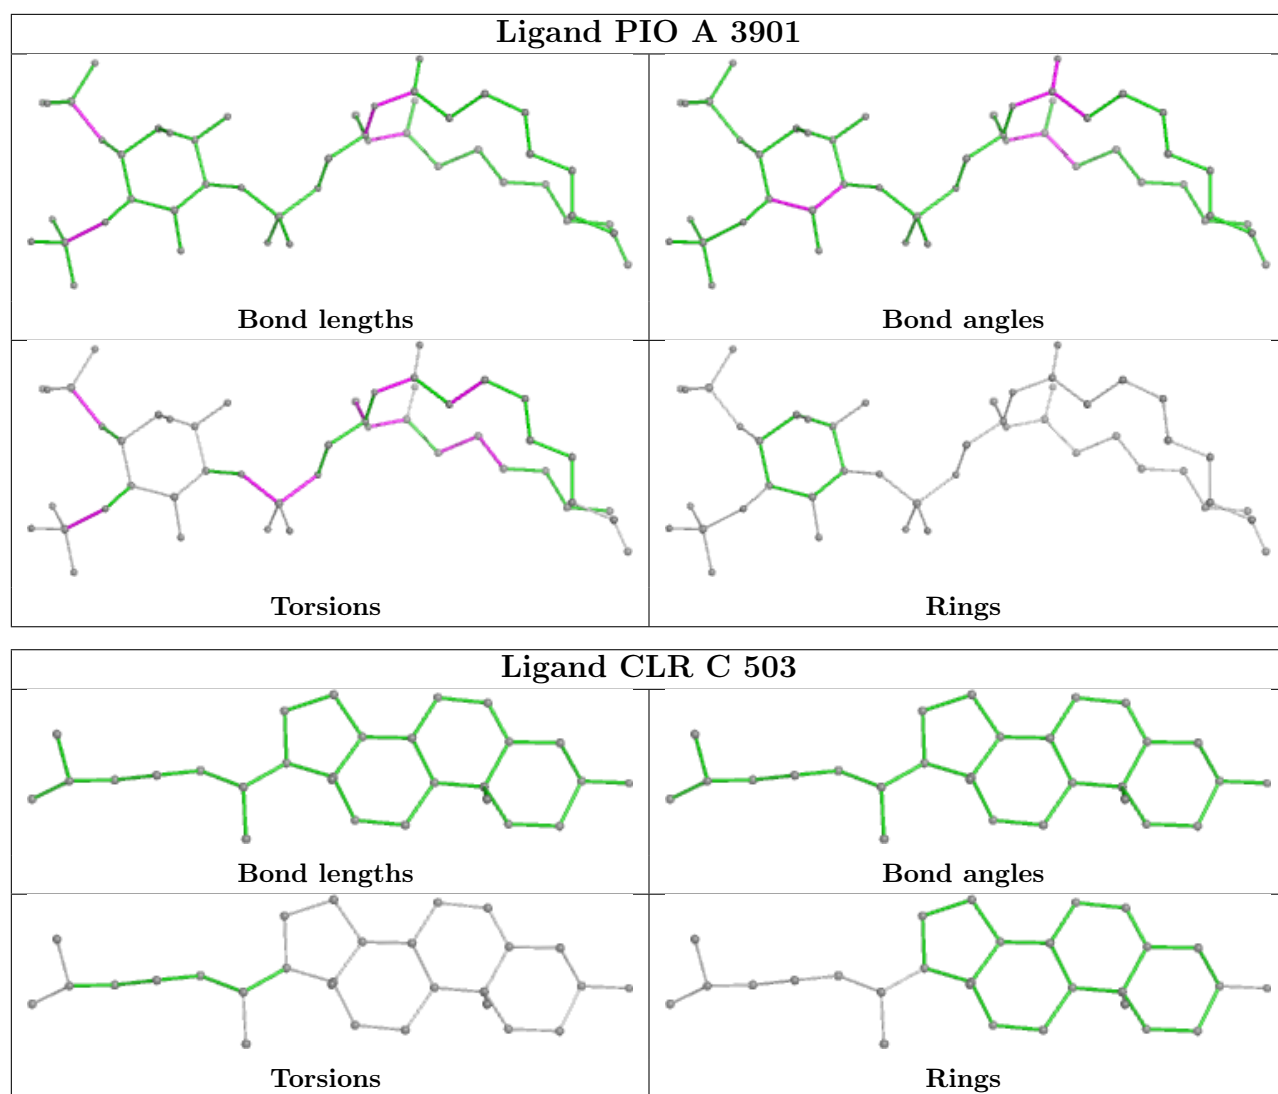 Ligand PIO A 3901
Bond lengths
Bond angles
Torsions
Rings
Ligand CLR C 503
Bond lengths
Bond angles
Torsions
Rings